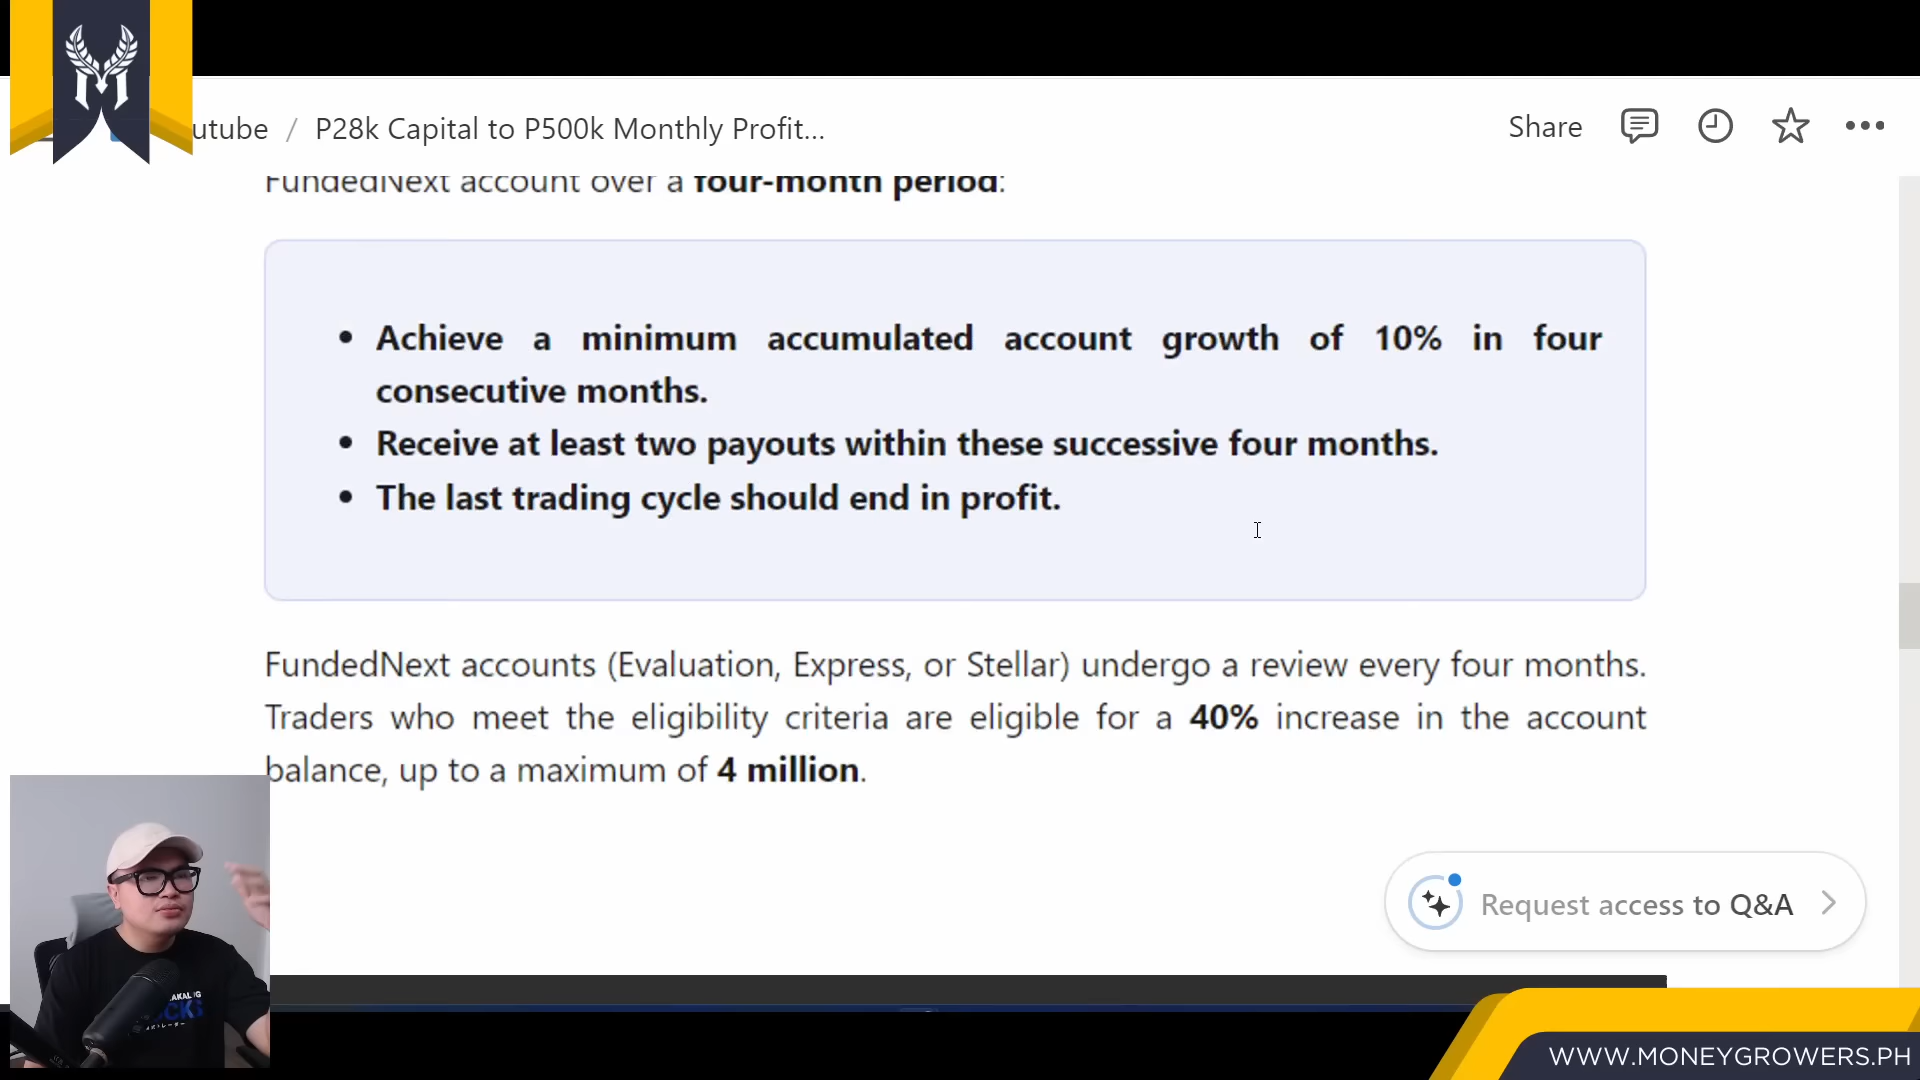 utube / P28k Capital to P500k Monthly Profit...
Share
FundedNext account over a four-month period:
• Achieve a minimum accumulated account growth of 10% in four
consecutive months.
• Receive at least two payouts within these successive four months.
• The last trading cycle should end in profit.
FundedNext accounts (Evaluation, Express, or Stellar) undergo a review every four months.
Traders who meet the eligibility criteria are eligible for a 40% increase in the account
balance, up to a maximum of 4 million.
Request access to Q&A
WWW.MONEYGROWERS.PH